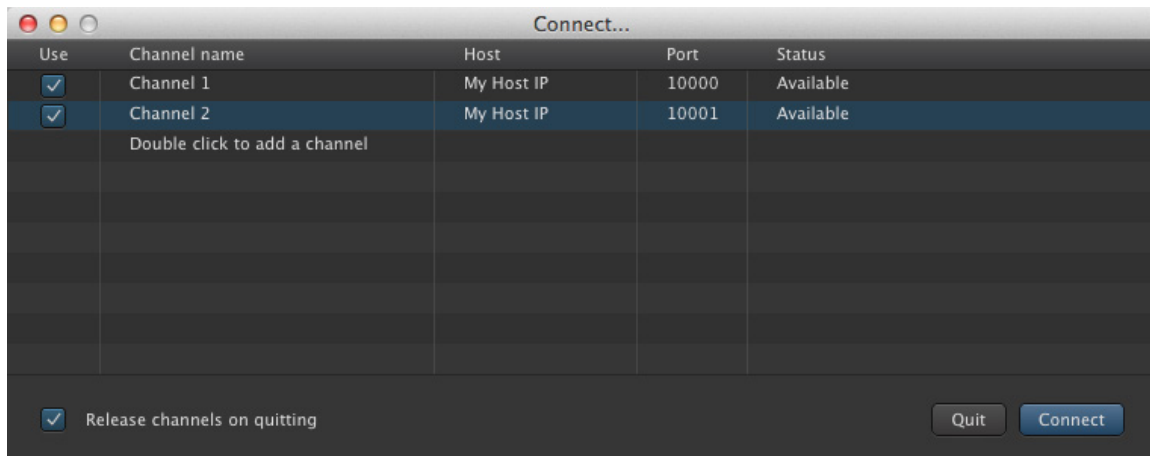 Connect...
Use Channel name Host Port Status
Channel 1 My Host IP 10000 Available
Channel 2 My Host IP 10001 Available
Double click to add a channel
Release channels on quitting Quit Connect